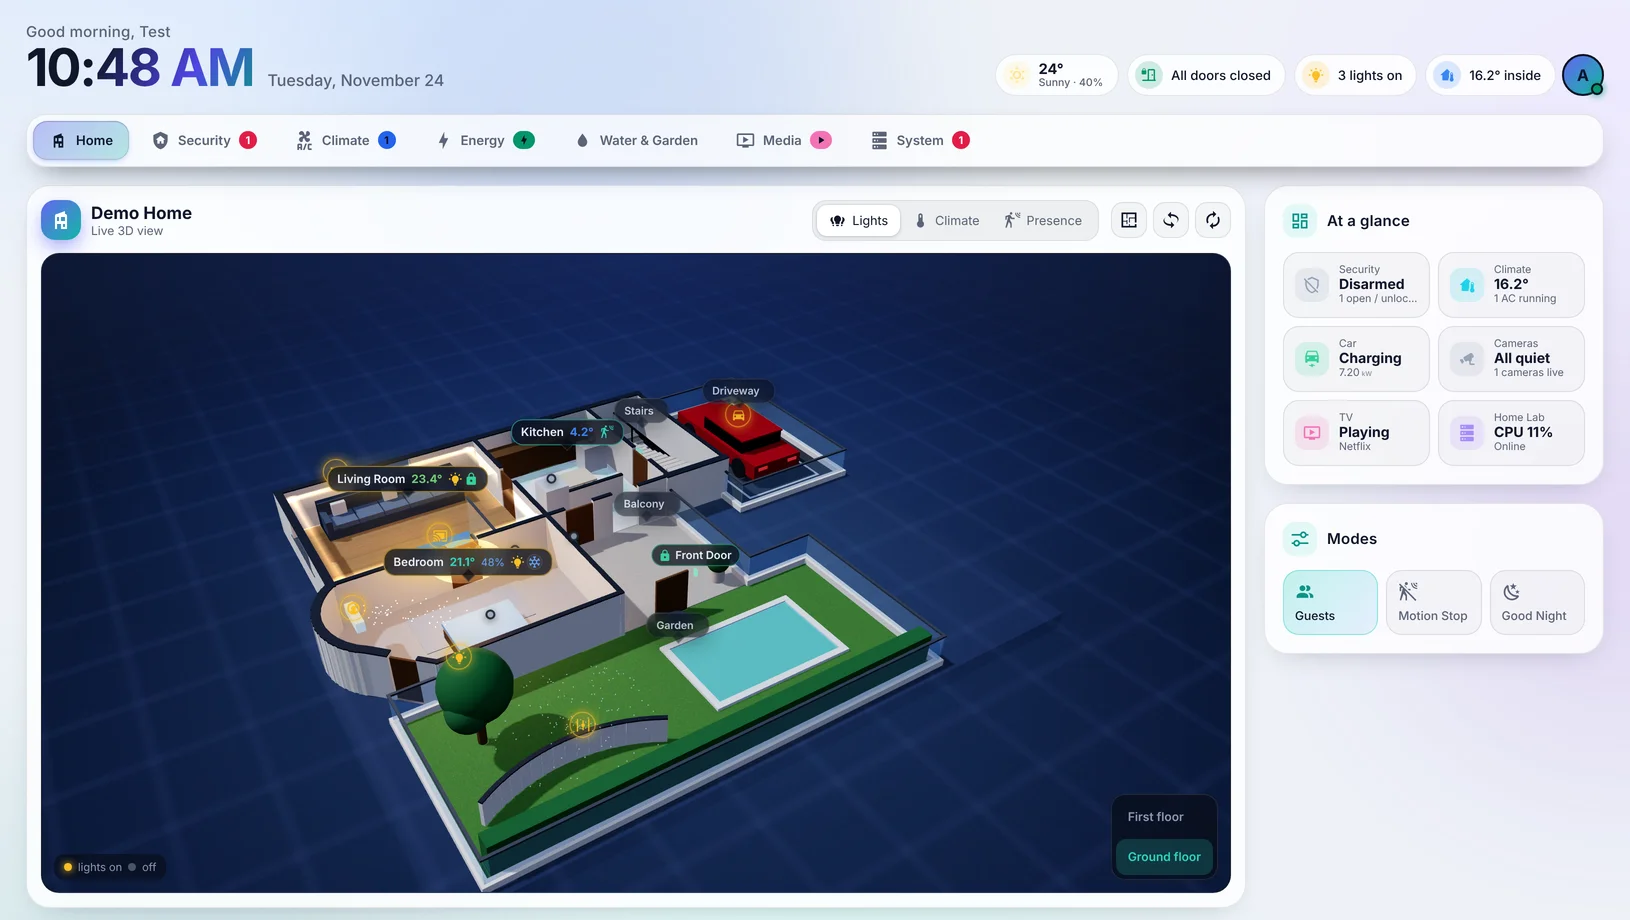 Good morning, Test
10:48 AM
Tuesday, November 24
24°
Sunny · 40%
All doors closed
3 lights on
16.2° inside
A
Home
Security 1
A/C Climate 1
Energy
Water & Garden
Media
System 1
Demo Home
Live 3D view
Lights
Climate
Presence
At a glance
Security
Disarmed
1 open / unloc...
Climate
16.2°
1 AC running
Car
Charging
7.20 kW
Cameras
All quiet
1 cameras live
TV
Playing
Netflix
Home Lab
CPU 11%
Online
Modes
Guests
Motion Stop
Good Night
Driveway
Stairs
Kitchen 4.2°
Living Room 23.4°
Balcony
Front Door
Bedroom 21.1° 48%
Garden
First floor
Ground floor
lights on
off